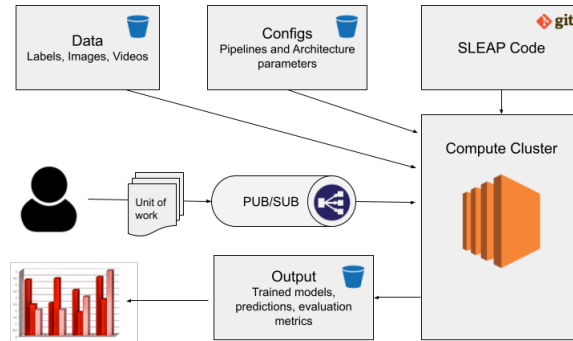 Data
Labels, Images, Videos
Configs
Pipelines and Architecture
parameters
git
SLEAP Code
Compute Cluster
Unit of
work
PUB/SUB
Output
Trained models,
predictions, evaluation
metrics